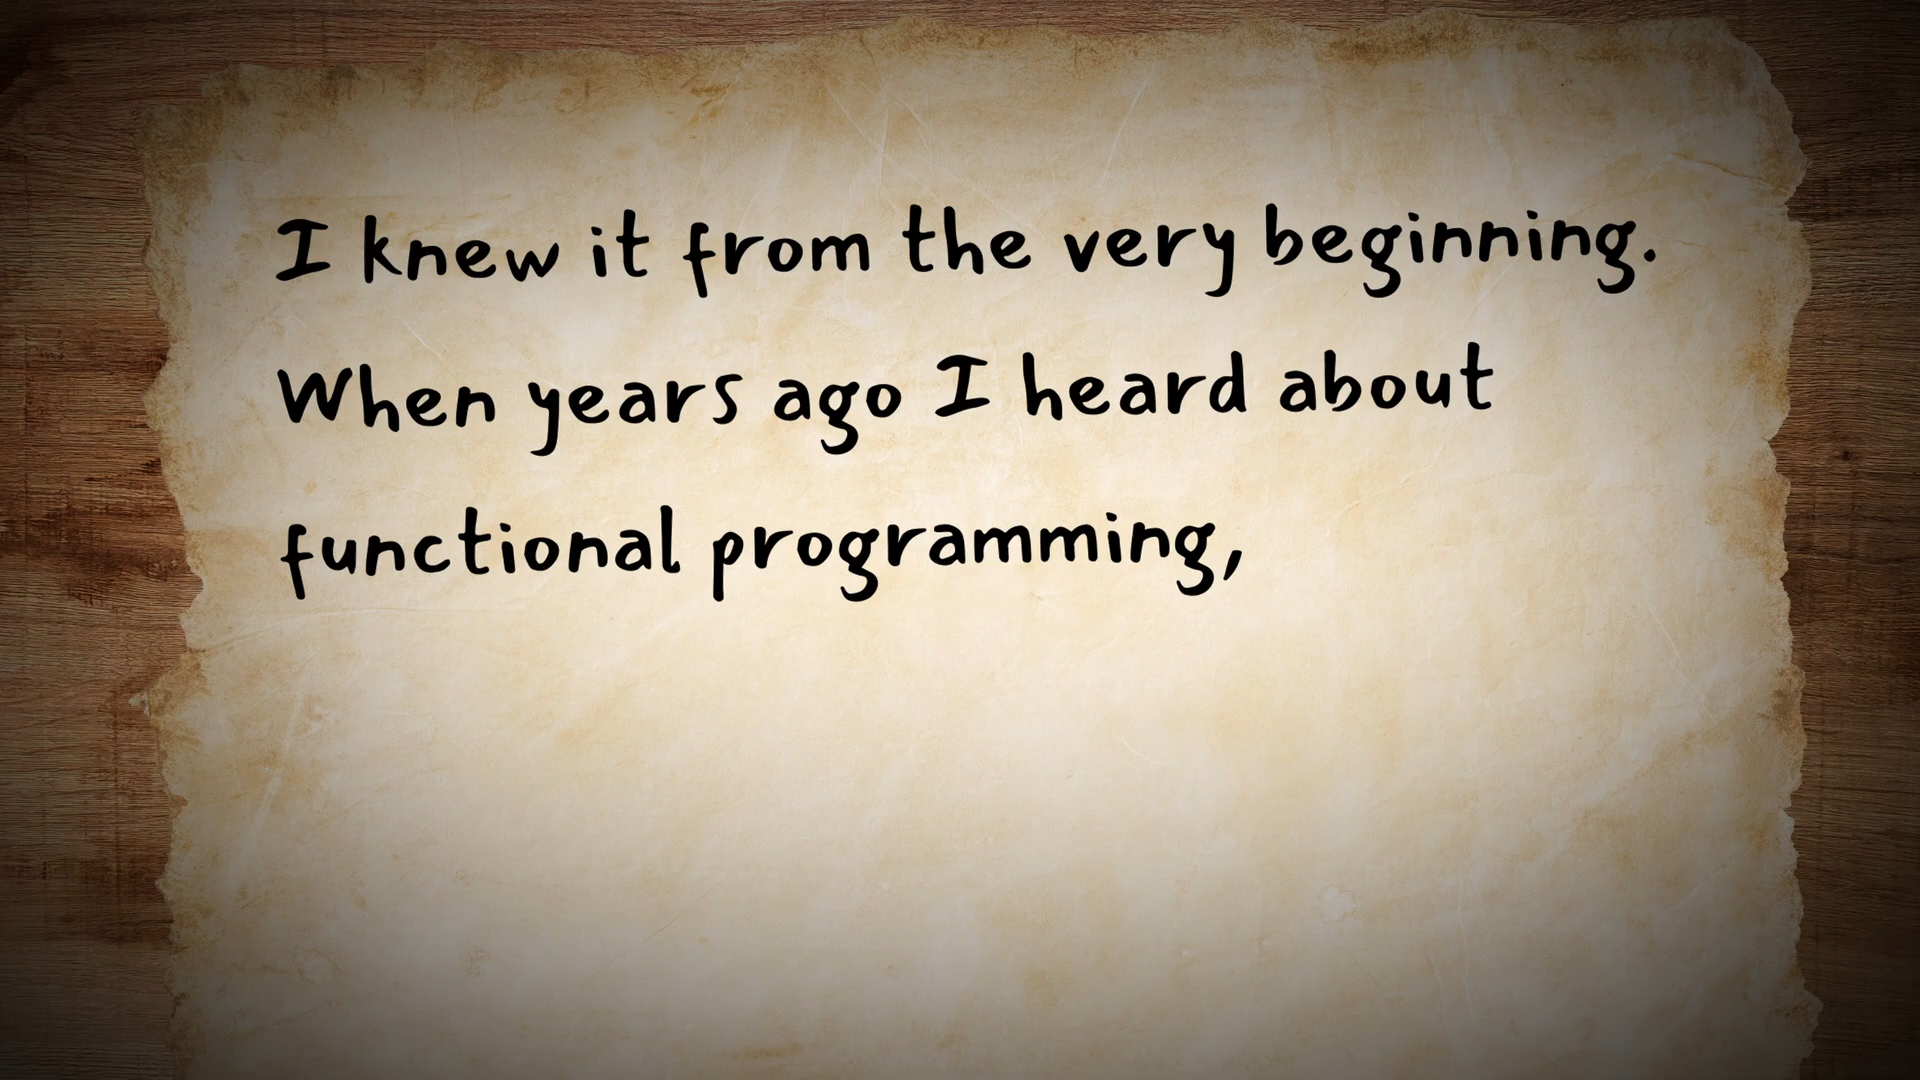 I knew it from the very beginning.
When years ago I heard about
functional programming,